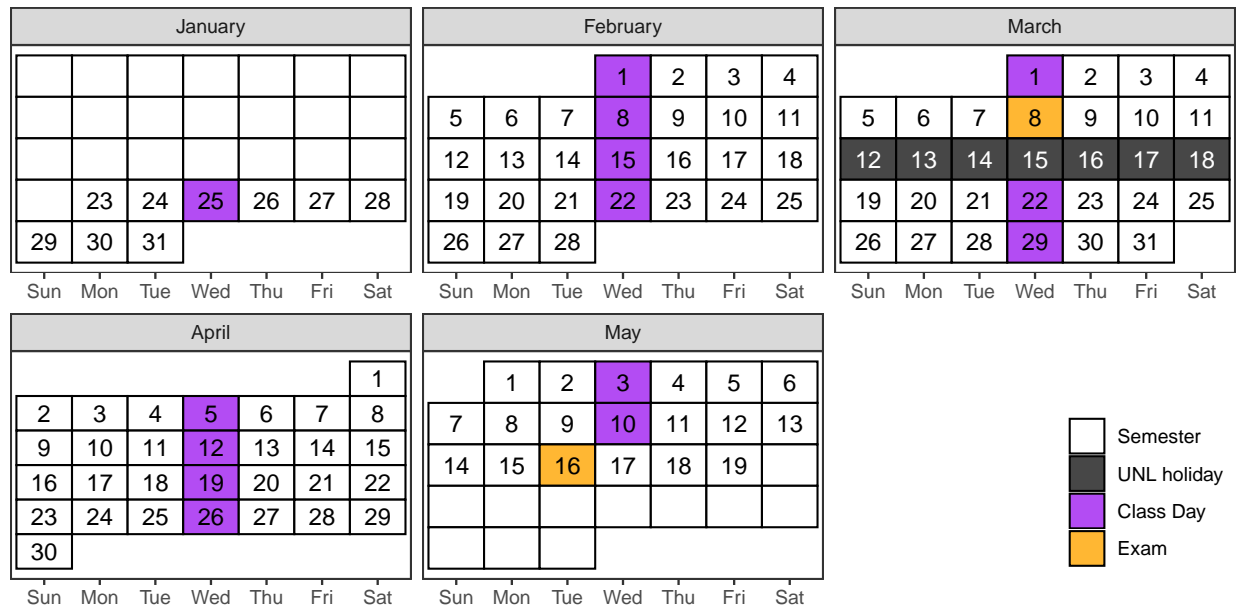 January
23 24 25 26 27 28
29 30 31
Sun Mon Tue Wed Thu Fri Sat
February
1 2 3 4
5 6 7 8 9 10 11
12 13 14 15 16 17 18
19 20 21 22 23 24 25
26 27 28
Sun Mon Tue Wed Thu Fri Sat
March
1 2 3 4
5 6 7 8 9 10 11
12 13 14 15 16 17 18
19 20 21 22 23 24 25
26 27 28 29 30 31
Sun Mon Tue Wed Thu Fri Sat
April
1
2 3 4 5 6 7 8
9 10 11 12 13 14 15
16 17 18 19 20 21 22
23 24 25 26 27 28 29
30
Sun Mon Tue Wed Thu Fri Sat
May
1 2 3 4 5 6
7 8 9 10 11 12 13
14 15 16 17 18 19
Sun Mon Tue Wed Thu Fri Sat
Semester
UNL holiday
Class Day
Exam